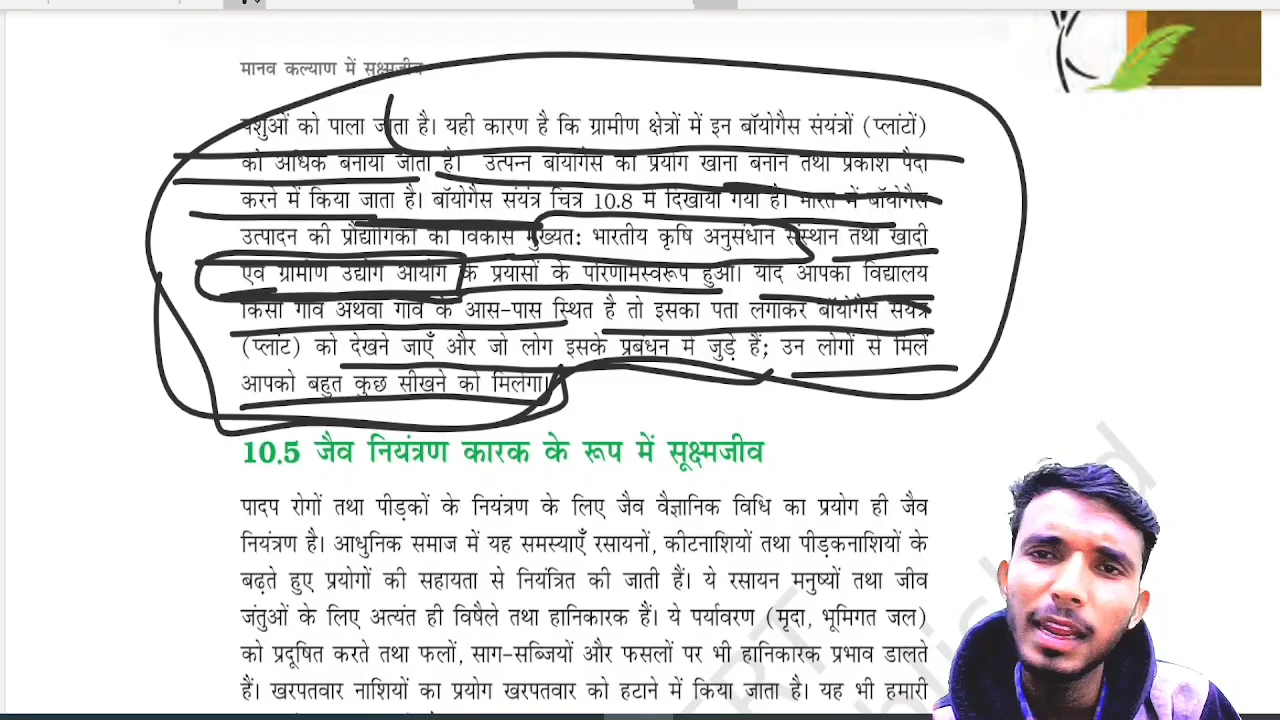 मानव कल्याण में सूक्ष्मजीव
पशुओं को पाला जाता है। यही कारण है कि ग्रामीण क्षेत्रों में इन बॉयोगैस संयंत्रों (प्लांटों)
को अधिक बनाया जाता है। उत्पन्न बॉयोगैस का प्रयोग खाना बनाने तथा प्रकाश पैदा
करने में किया जाता है। बॉयोगैस संयंत्र चित्र 10.8 में दिखाया गया है। भारत में बॉयोगैस
उत्पादन की प्रौद्योगिकी का विकास मुख्यत: भारतीय कृषि अनुसंधान संस्थान तथा खादी
एवं ग्रामीण उद्योग आयोग के प्रयासों के परिणामस्वरूप हुआ। यदि आपका विद्यालय
किसी गाँव अथवा गाँव के आस-पास स्थित है तो इसका पता लगाकर बॉयोगैस संयंत्र
(प्लांट) को देखने जाएँ और जो लोग इसके प्रबंधन में जुड़े हैं; उन लोगों से मिलें
आपको बहुत कुछ सीखने को मिलेगा।
10.5 जैव नियंत्रण कारक के रूप में सूक्ष्मजीव
पादप रोगों तथा पीड़कों के नियंत्रण के लिए जैव वैज्ञानिक विधि का प्रयोग ही जैव
नियंत्रण है। आधुनिक समाज में यह समस्याएँ रसायनों, कीटनाशियों तथा पीड़कनाशियों के
बढ़ते हुए प्रयोगों की सहायता से नियंत्रित की जाती हैं। ये रसायन मनुष्यों तथा जीव
जंतुओं के लिए अत्यंत ही विषैले तथा हानिकारक हैं। ये पर्यावरण (मृदा, भूमिगत जल)
को प्रदूषित करते तथा फलों, साग-सब्जियों और फसलों पर भी हानिकारक प्रभाव डालते
हैं। खरपतवार नाशियों का प्रयोग खरपतवार को हटाने में किया जाता है। यह भी हमारी